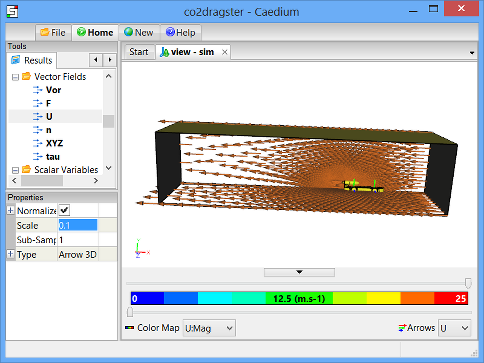 co2dragster - Caedium
File Home New Help
Tools
Results
Start view - sim
Vector Fields
Vor
F
U
n
XYZ
tau
Scalar Variables
Properties
Normalize
Scale 0.1
Sub-Samp 1
Type Arrow 3D
0 12.5 (m.s-1) 25
Color Map U:Mag Arrows U